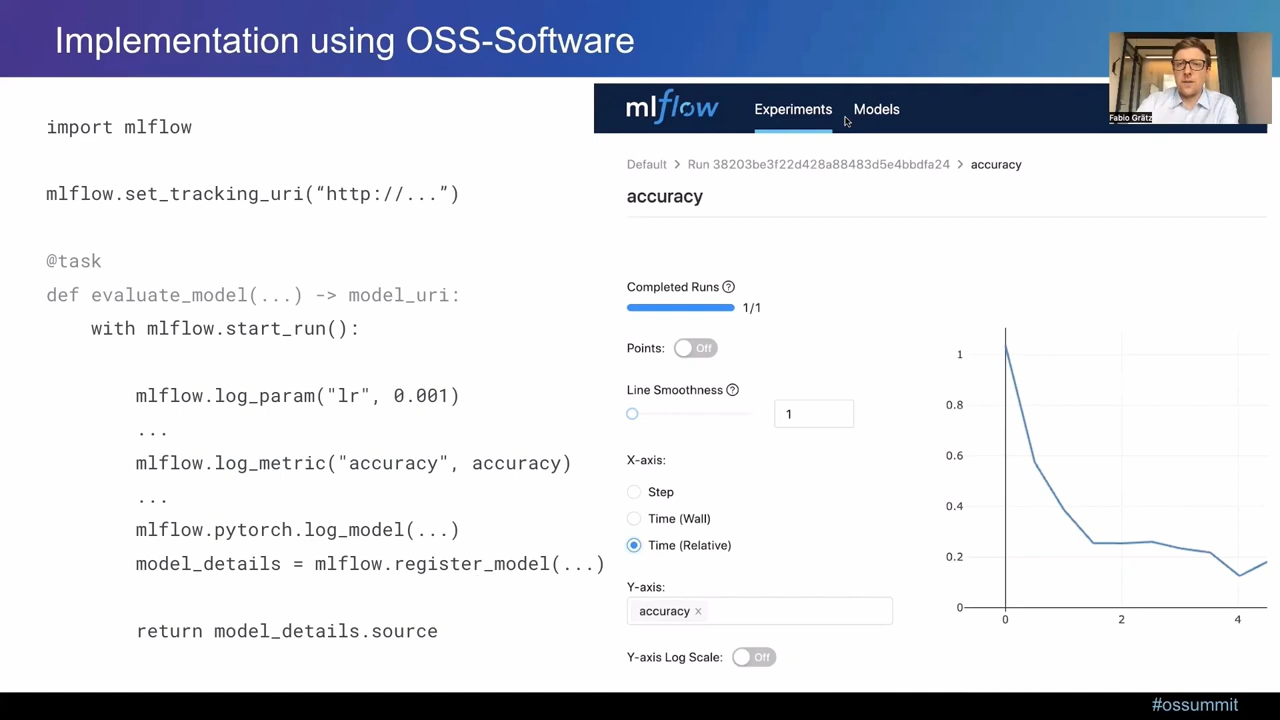 Implementation using OSS-Software
Fabio Grätz
import mlflow
mlflow.set_tracking_uri(“http://...”)
@task
def evaluate_model(...) -> model_uri:
with mlflow.start_run():
mlflow.log_param("lr", 0.001)
...
mlflow.log_metric("accuracy", accuracy)
...
mlflow.pytorch.log_model(...)
model_details = mlflow.register_model(...)
return model_details.source
mlflow Experiments Models
Default > Run 38203be3f22d428a88483d5e4bbdfa24 > accuracy
accuracy
Completed Runs ?
1/1
Points: Off
Line Smoothness ?
1
X-axis:
Step
Time (Wall)
Time (Relative)
Y-axis:
accuracy ×
Y-axis Log Scale: Off
1
0.8
0.6
0.4
0.2
0
0 2 4
#ossummit